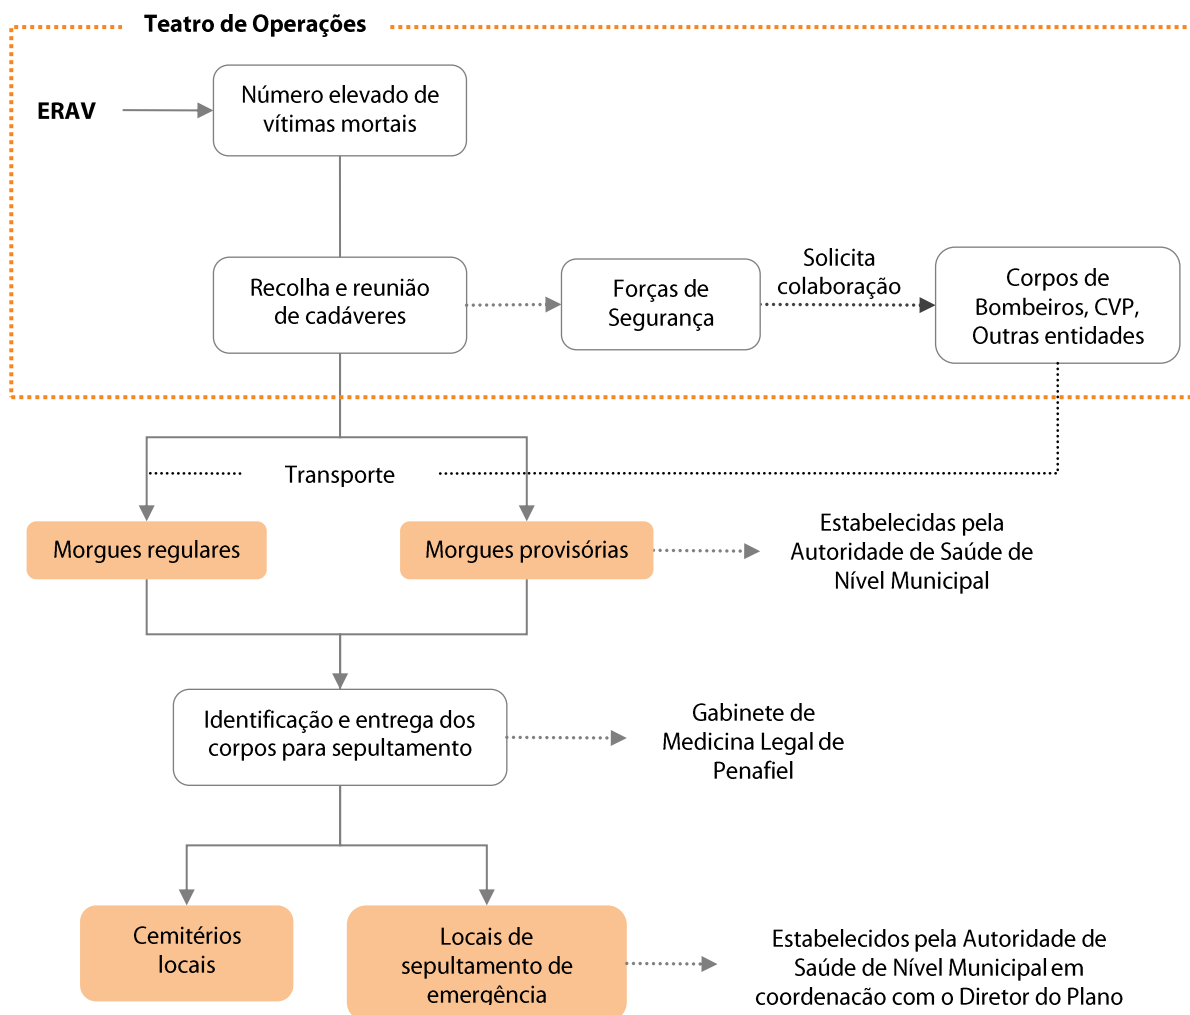 Teatro de Operações
ERAV
Número elevado de
vítimas mortais
Recolha e reunião
de cadáveres
Forças de
Segurança
Solicita
colaboração
Corpos de
Bombeiros, CVP,
Outras entidades
Transporte
Morgues regulares
Morgues provisórias
Estabelecidas pela
Autoridade de Saúde de
Nível Municipal
Identificação e entrega dos
corpos para sepultamento
Gabinete de
Medicina Legal de
Penafiel
Cemitérios
locais
Locais de
sepultamento de
emergência
Estabelecidos pela Autoridade de
Saúde de Nível Municipal em
coordenacão com o Diretor do Plano